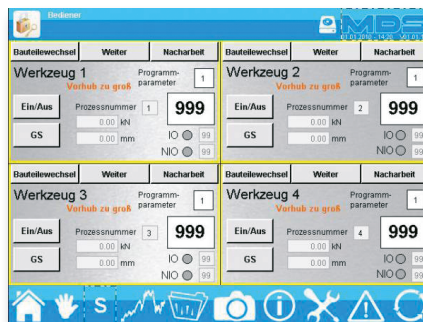 Bediener
MDS
01.01.2010 - 14:20
Bauteilewechsel Weiter Nacharbeit Bauteilewechsel Weiter Nacharbeit
Werkzeug 1 Programm-parameter 1 Werkzeug 2 Programm-parameter 1
Vorhub zu groß Vorhub zu groß
Ein/Aus Prozessnummer 1 999 Ein/Aus Prozessnummer 2 999
0.00 kN 0.00 kN
GS 0.00 mm IO 99 GS 0.00 mm IO 99
NIO 99 NIO 99
Bauteilewechsel Weiter Nacharbeit Bauteilewechsel Weiter Nacharbeit
Werkzeug 3 Programm-parameter 1 Werkzeug 4 Programm-parameter 1
Vorhub zu groß Vorhub zu groß
Ein/Aus Prozessnummer 3 999 Ein/Aus Prozessnummer 4 999
0.00 kN 0.00 kN
GS 0.00 mm IO 99 GS 0.00 mm IO 99
NIO 99 NIO 99
S